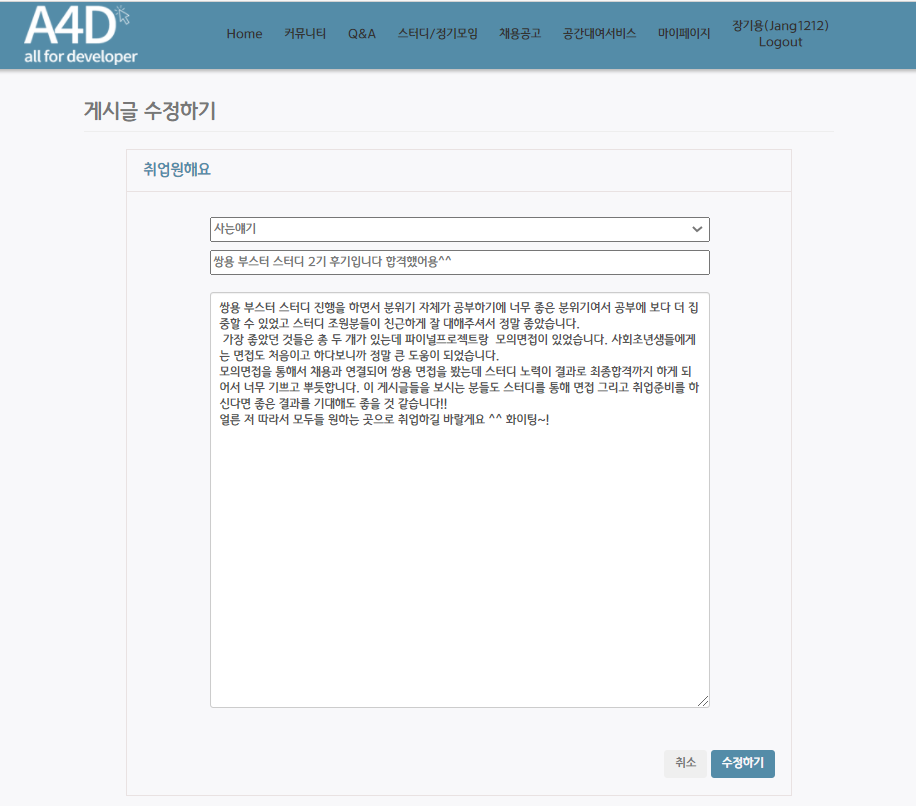 A4D
all for developer
Home 커뮤니티 Q&A 스터디/정기모임 채용공고 공간대여서비스 마이페이지 장기용(Jang1212)
Logout
게시글 수정하기
취업원해요
사는얘기
쌍용 부스터 스터디 2기 후기입니다 합격했어용^^
쌍용 부스터 스터디 진행을 하면서 분위기 자체가 공부하기에 너무 좋은 분위기여서 공부에 보다 더 집
중할 수 있었고 스터디 조원분들이 친근하게 잘 대해주셔서 정말 좋았습니다.
가장 좋았던 것들은 총 두 개가 있는데 파이널프로젝트랑 모의면접이 있었습니다. 사회초년생들에게
는 면접도 처음이고 하다보니까 정말 큰 도움이 되었습니다.
모의면접을 통해서 채용과 연결되어 쌍용 면접을 봤는데 스터디 노력이 결과로 최종합격까지 하게 되
어서 너무 기쁘고 뿌듯합니다. 이 게시글들을 보시는 분들도 스터디를 통해 면접 그리고 취업준비를 하
신다면 좋은 결과를 기대해도 좋을 것 같습니다!!
얼른 저 따라서 모두들 원하는 곳으로 취업하길 바랄게요 ^^ 화이팅~!
취소 수정하기